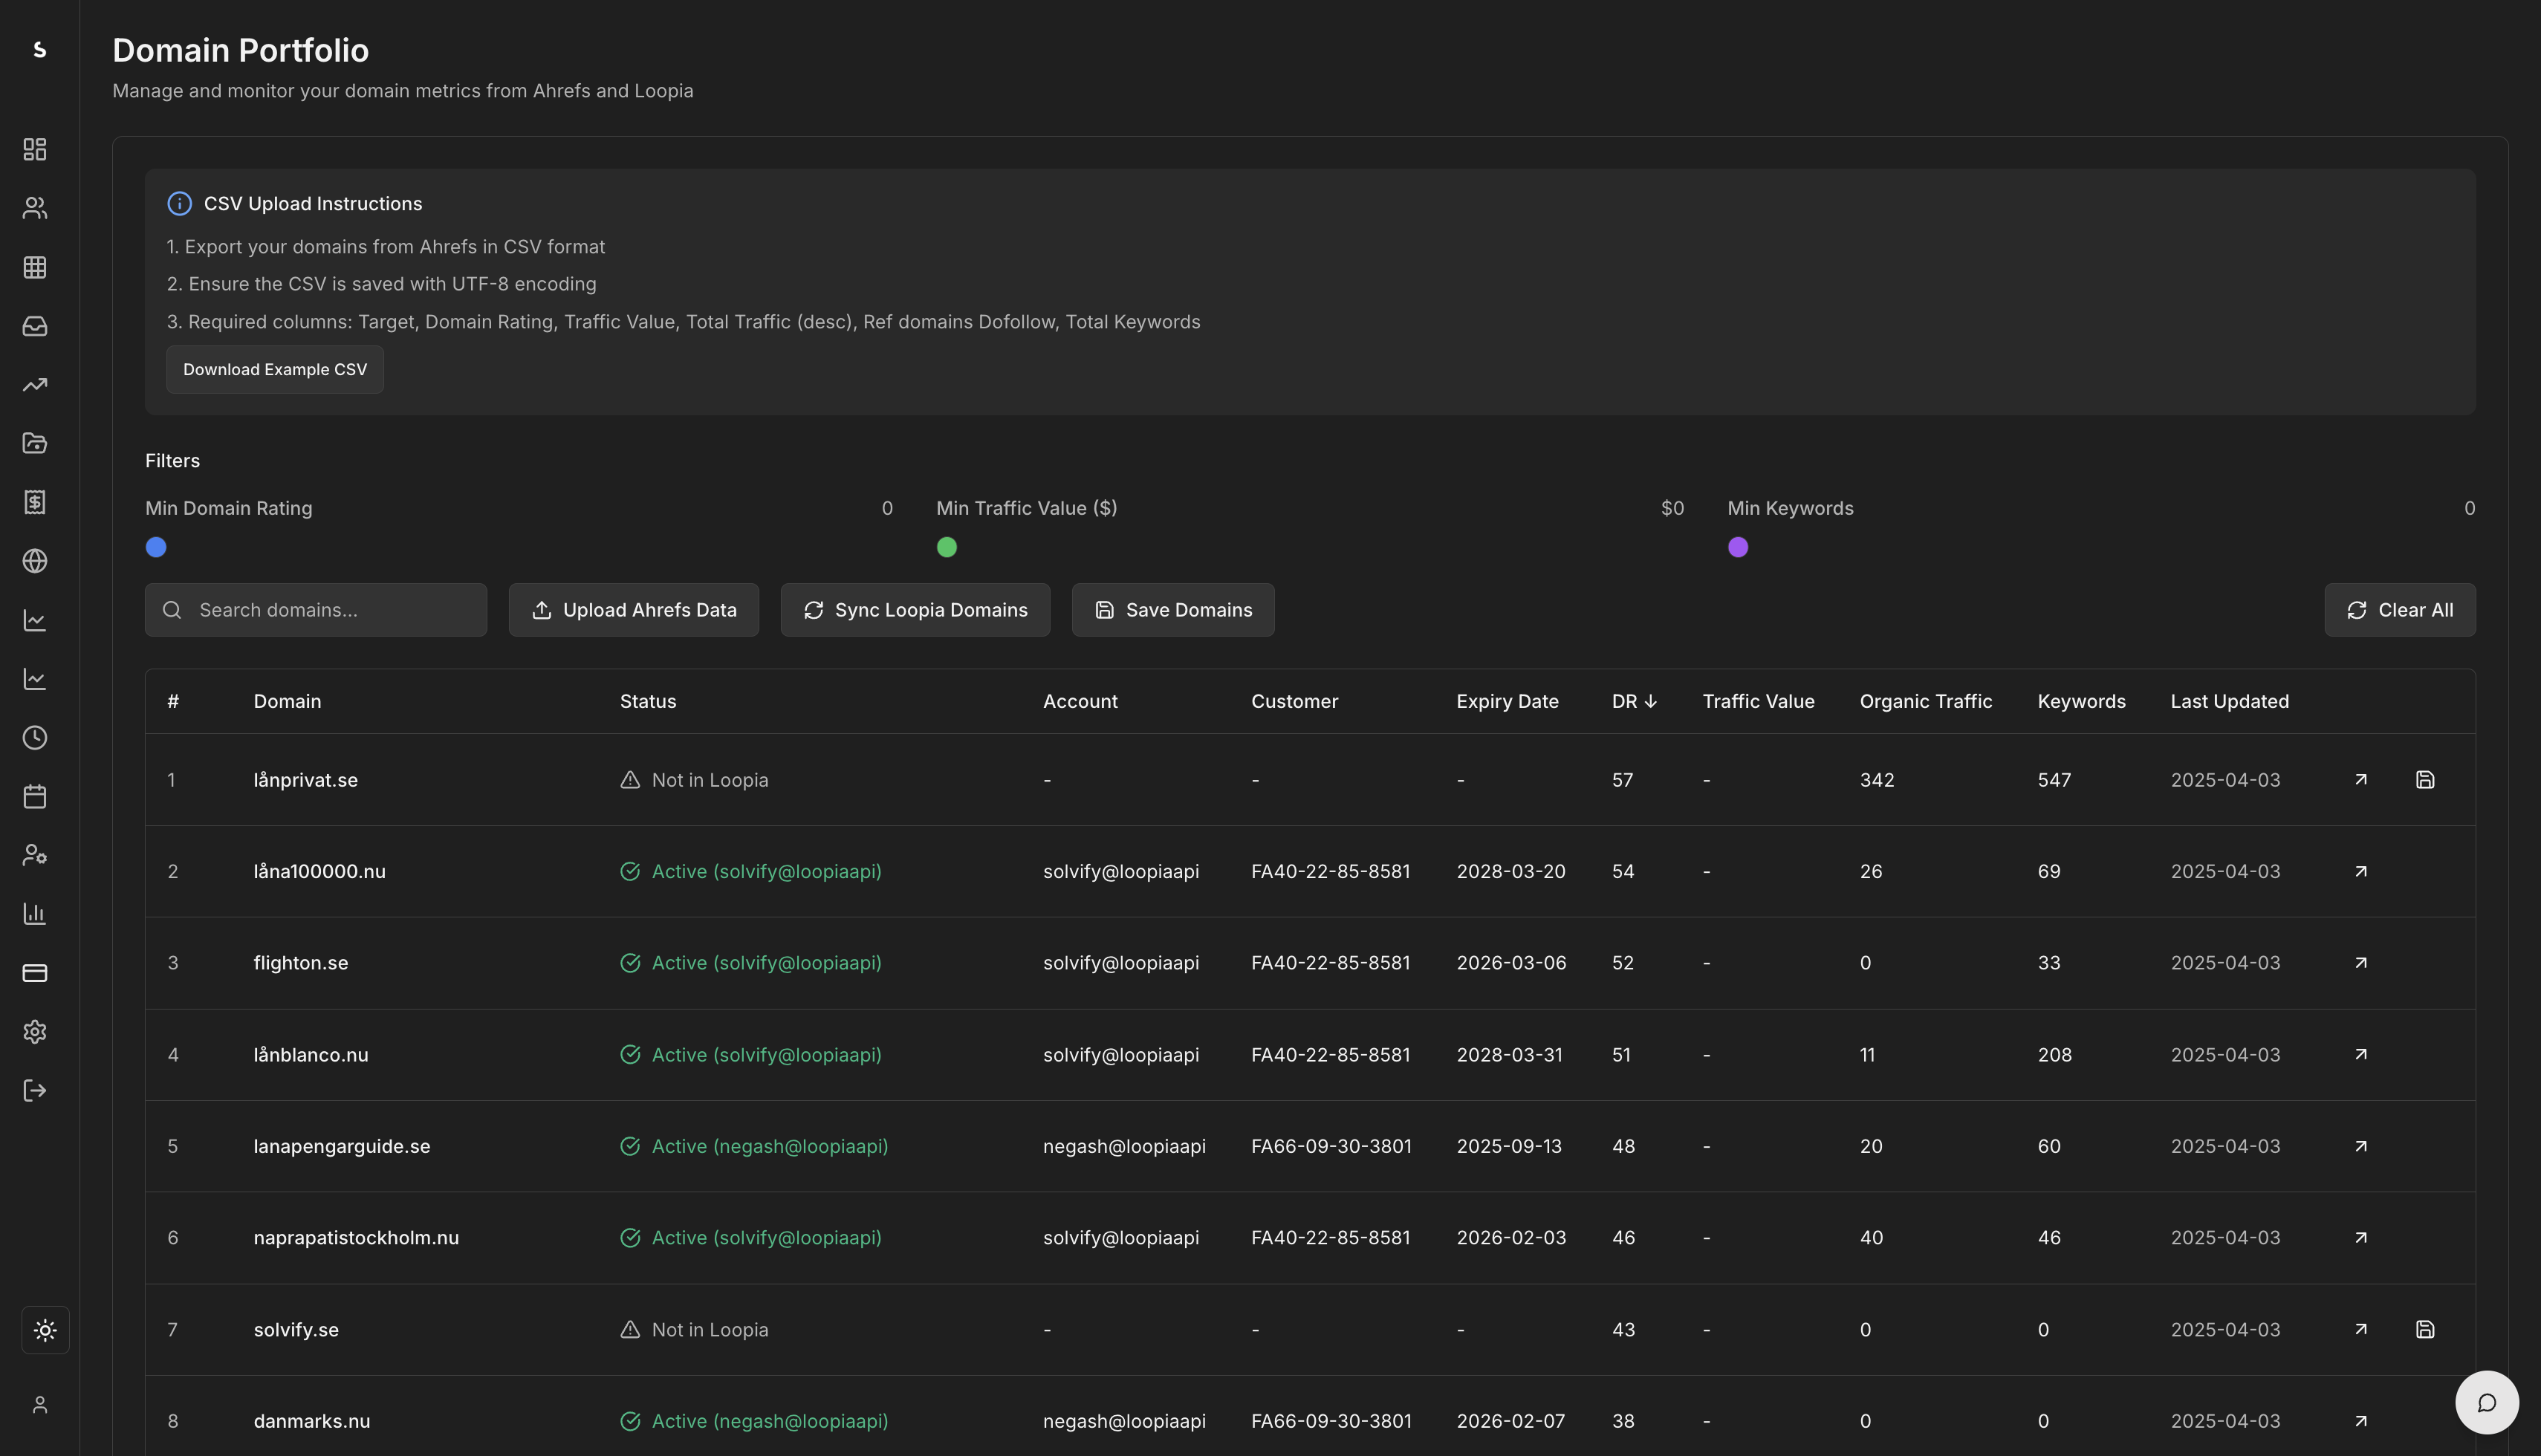 Domain Portfolio
Manage and monitor your domain metrics from Ahrefs and Loopia
CSV Upload Instructions
1. Export your domains from Ahrefs in CSV format
2. Ensure the CSV is saved with UTF-8 encoding
3. Required columns: Target, Domain Rating, Traffic Value, Total Traffic (desc), Ref domains Dofollow, Total Keywords
Download Example CSV
Filters
Min Domain Rating 0 Min Traffic Value ($) $0 Min Keywords 0
Search domains... Upload Ahrefs Data Sync Loopia Domains Save Domains Clear All
# Domain Status Account Customer Expiry Date DR ↓ Traffic Value Organic Traffic Keywords Last Updated
1 lånprivat.se Not in Loopia - - - 57 - 342 547 2025-04-03
2 låna100000.nu Active (solvify@loopiaapi) solvify@loopiaapi FA40-22-85-8581 2028-03-20 54 - 26 69 2025-04-03
3 flighton.se Active (solvify@loopiaapi) solvify@loopiaapi FA40-22-85-8581 2026-03-06 52 - 0 33 2025-04-03
4 lånblanco.nu Active (solvify@loopiaapi) solvify@loopiaapi FA40-22-85-8581 2028-03-31 51 - 11 208 2025-04-03
5 lanapengarguide.se Active (negash@loopiaapi) negash@loopiaapi FA66-09-30-3801 2025-09-13 48 - 20 60 2025-04-03
6 naprapatistockholm.nu Active (solvify@loopiaapi) solvify@loopiaapi FA40-22-85-8581 2026-02-03 46 - 40 46 2025-04-03
7 solvify.se Not in Loopia - - - 43 - 0 0 2025-04-03
8 danmarks.nu Active (negash@loopiaapi) negash@loopiaapi FA66-09-30-3801 2026-02-07 38 - 0 0 2025-04-03